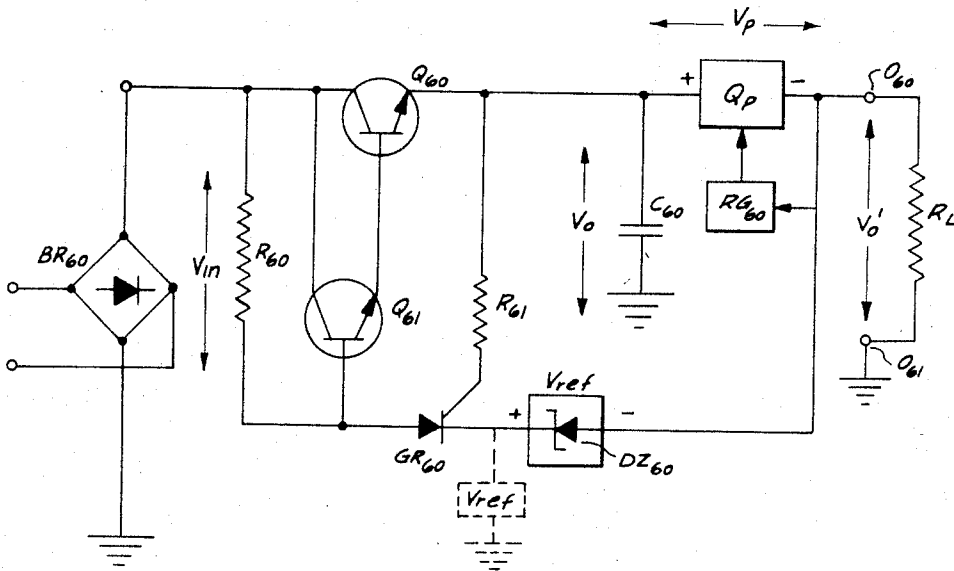 Vp
Q60
O60
+
Qp
-
BR60
Vin
R60
Q61
R61
Vo
C60
RG60
Vo'
RL
O61
Vref
+
-
GR60
DZ60
Vref